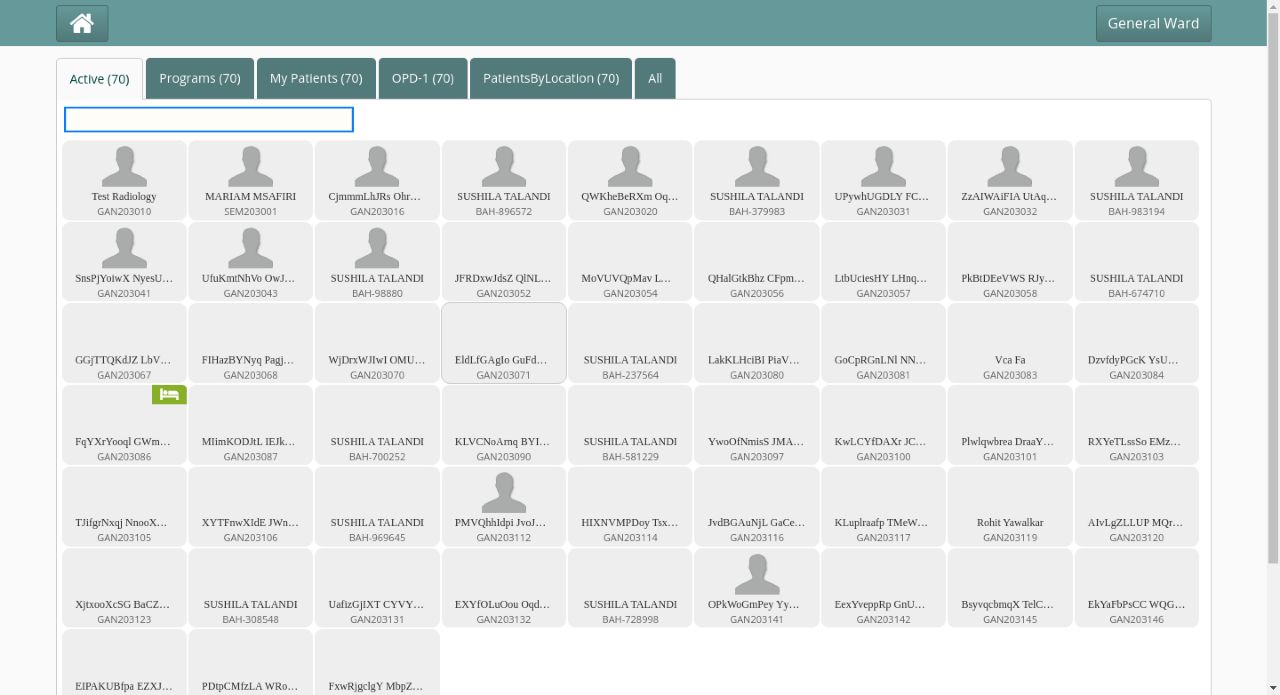 General Ward
Active (70)
Programs (70)
My Patients (70)
OPD-1 (70)
PatientsByLocation (70)
All
Test Radiology
GAN203010
MARIAM MSAFIRI
SEM203001
CjmmmLhJRs Ohr…
GAN203016
SUSHILA TALANDI
BAH-896572
QWKheBeRXm Oq…
GAN203020
SUSHILA TALANDI
BAH-379983
UPywhUGDLY FC…
GAN203031
ZzAIWAiFIA UtAq…
GAN203032
SUSHILA TALANDI
BAH-983194
SnsPjYoiwX NyesU…
GAN203041
UfuKmtNhVo OwJ…
GAN203043
SUSHILA TALANDI
BAH-98880
JFRDxwJdsZ QlNL…
GAN203052
MoVUVQpMav L…
GAN203054
QHalGtkBhz CFpm…
GAN203056
LtbUciesHY LHnq…
GAN203057
PkBtDEeVWS RJy…
GAN203058
SUSHILA TALANDI
BAH-674710
GGjTTQKdJZ LbV…
GAN203067
FIHazBYNyq Pagj…
GAN203068
WjDrxWJIwI OMU…
GAN203070
EldLfGAgIo GuFd…
GAN203071
SUSHILA TALANDI
BAH-237564
LakKLHciBI PiaV…
GAN203080
GoCpRGnLNl NN…
GAN203081
Vca Fa
GAN203083
DzvfdyPGcK YsU…
GAN203084
FqYXrYooql GWm…
GAN203086
MIimKODJtL IEJk…
GAN203087
SUSHILA TALANDI
BAH-700252
KLVCNoArnq BYI…
GAN203090
SUSHILA TALANDI
BAH-581229
YwoOfNmisS JMA…
GAN203097
KwLCYfDAXr JC…
GAN203100
Plwlqwbrea DraaY…
GAN203101
RXYeTLssSo EMz…
GAN203103
TJifgrNxqj NnooX…
GAN203105
XYTFnwXIdE JWn…
GAN203106
SUSHILA TALANDI
BAH-969645
PMVQhhIdpi JvoJ…
GAN203112
HIXNVMPDoy Tsx…
GAN203114
JvdBGAuNjL GaCe…
GAN203116
KLuplraafp TMeW…
GAN203117
Rohit Yawalkar
GAN203119
AIvLgZLLUP MQr…
GAN203120
XjtxooXcSG BaCZ…
GAN203123
SUSHILA TALANDI
BAH-308548
UafizGjIXT CYVY…
GAN203131
EXYfOLuOou Oqd…
GAN203132
SUSHILA TALANDI
BAH-728998
OPkWoGmPey Yy…
GAN203141
EexYveppRp GnU…
GAN203142
BsyvqcbmqX TelC…
GAN203145
EkYaFbPsCC WQG…
GAN203146
EIPAKUBfpa EZXJ…
PDtpCMfzLA WRo…
FxwRjgclgY MbpZ…